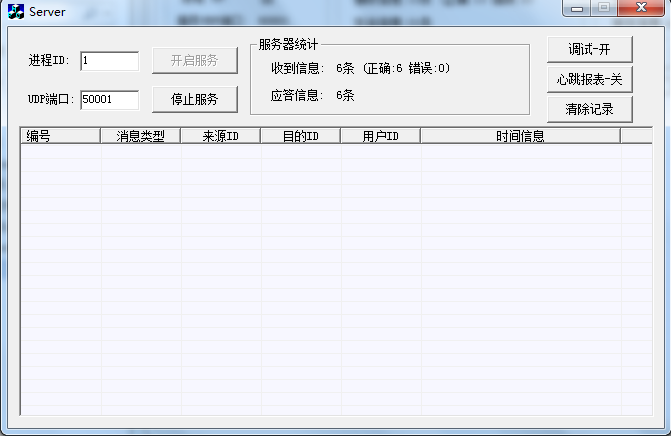 Server
进程ID: 1 开启服务
UDP端口: 50001 停止服务
服务器统计
收到信息: 6条 (正确:6 错误:0)
应答信息: 6条
调试-开
心跳报表-关
清除记录
编号 消息类型 来源ID 目的ID 用户ID 时间信息